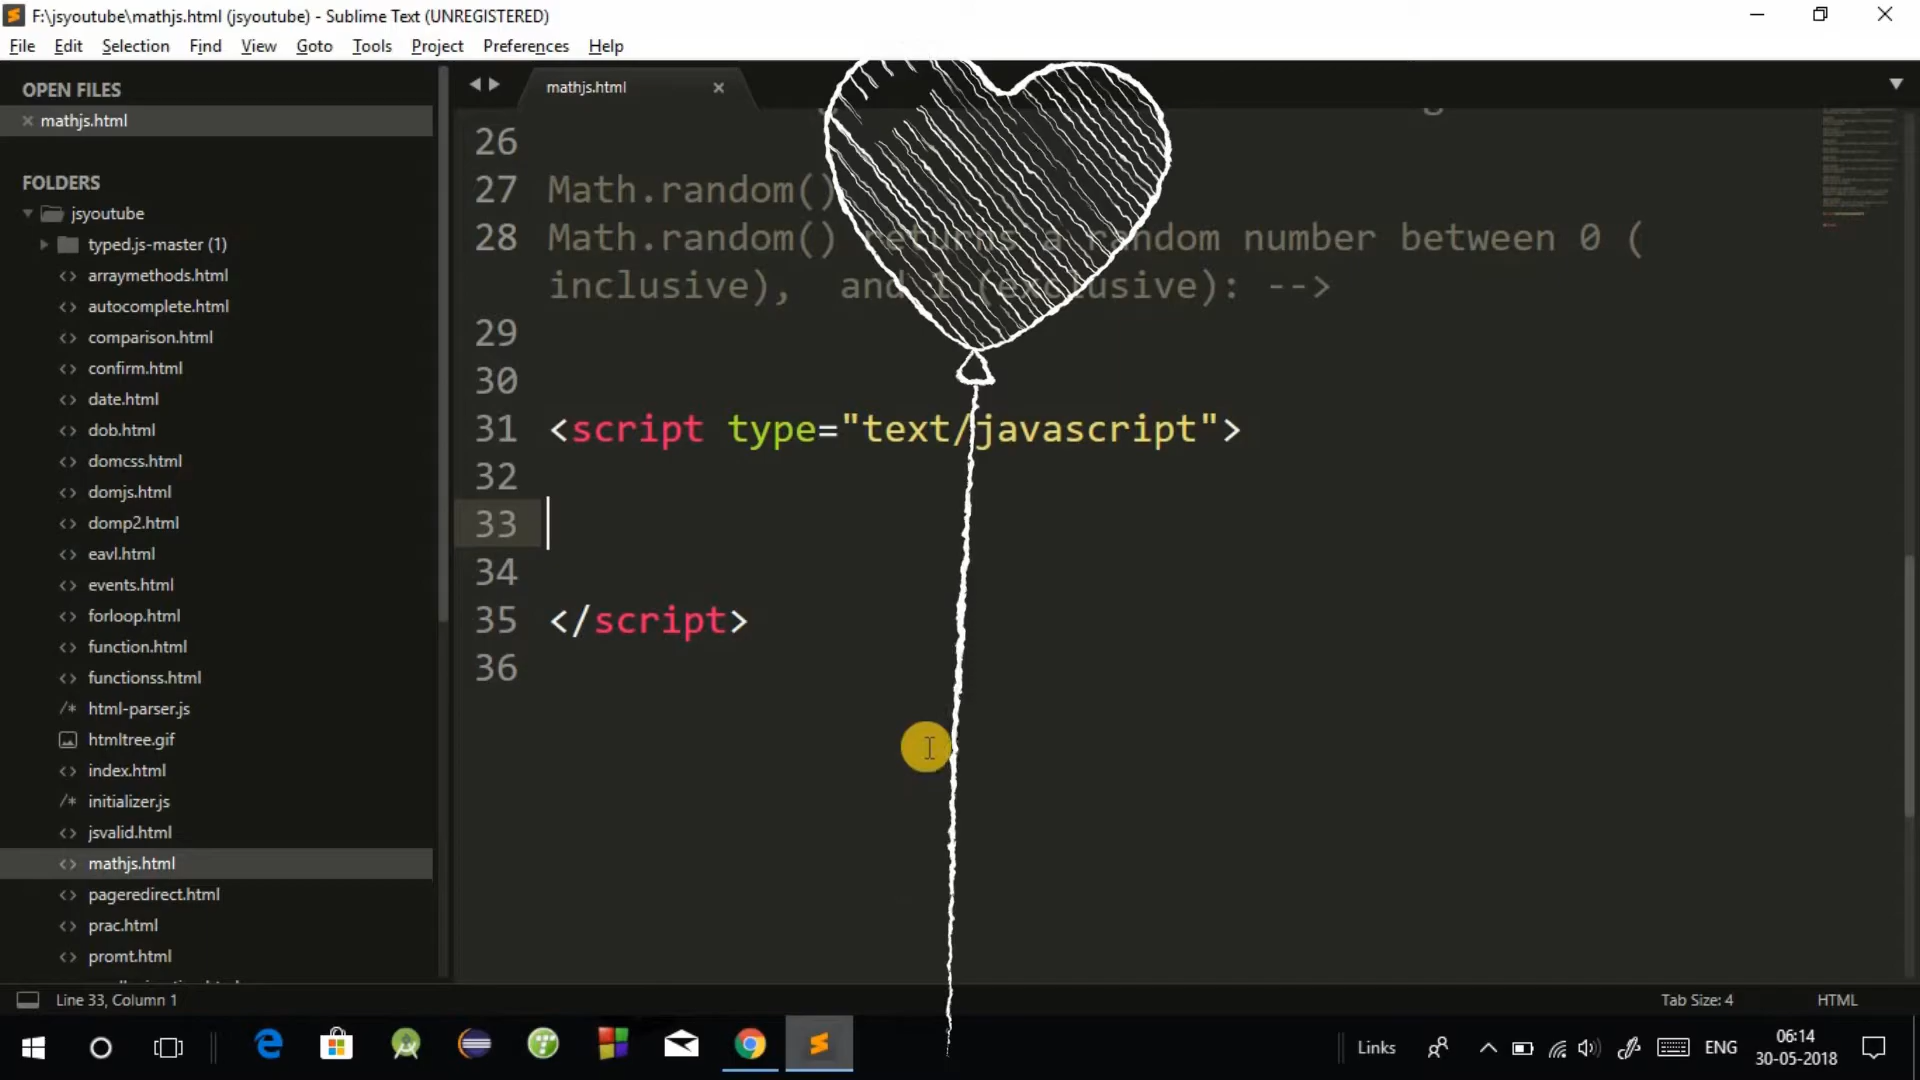 F:\jsyoutube\mathjs.html (jsyoutube) - Sublime Text (UNREGISTERED)
File Edit Selection Find View Goto Tools Project Preferences Help
OPEN FILES
mathjs.html
FOLDERS
jsyoutube
typed.js-master (1)
arraymethods.html
autocomplete.html
comparison.html
confirm.html
date.html
dob.html
domcss.html
domjs.html
domp2.html
eavl.html
events.html
forloop.html
function.html
functionss.html
/* html-parser.js
htmltree.gif
index.html
/* initializer.js
jsvalid.html
mathjs.html
pageredirect.html
prac.html
promt.html
mathjs.html
26
27 Math.random()
28 Math.random() returns a random number between 0 (
inclusive), and 1 (exclusive): -->
29
30
31 <script type="text/javascript">
32
33
34
35 </script>
36
Line 33, Column 1
Tab Size: 4 HTML
Links ENG 06:14
30-05-2018